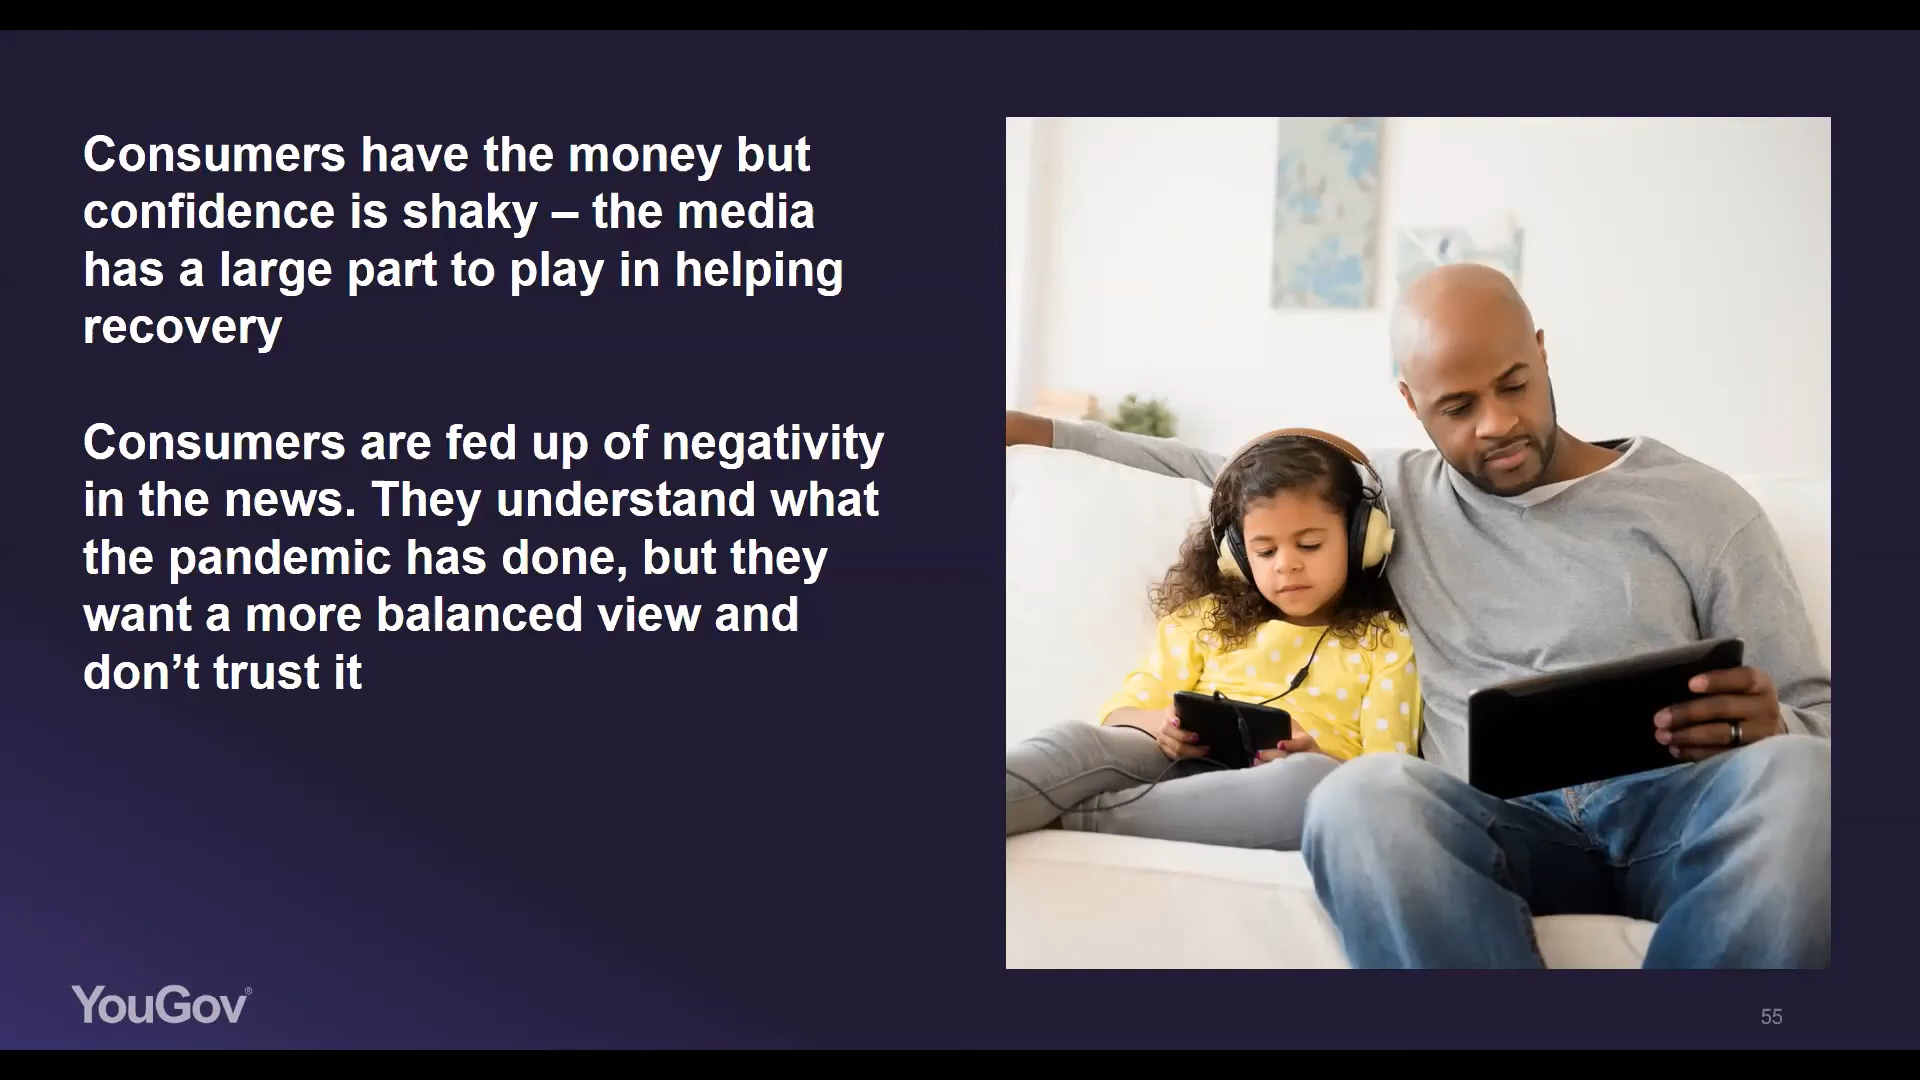 Consumers have the money but
confidence is shaky – the media
has a large part to play in helping
recovery
Consumers are fed up of negativity
in the news. They understand what
the pandemic has done, but they
want a more balanced view and
don’t trust it
YouGov®
55